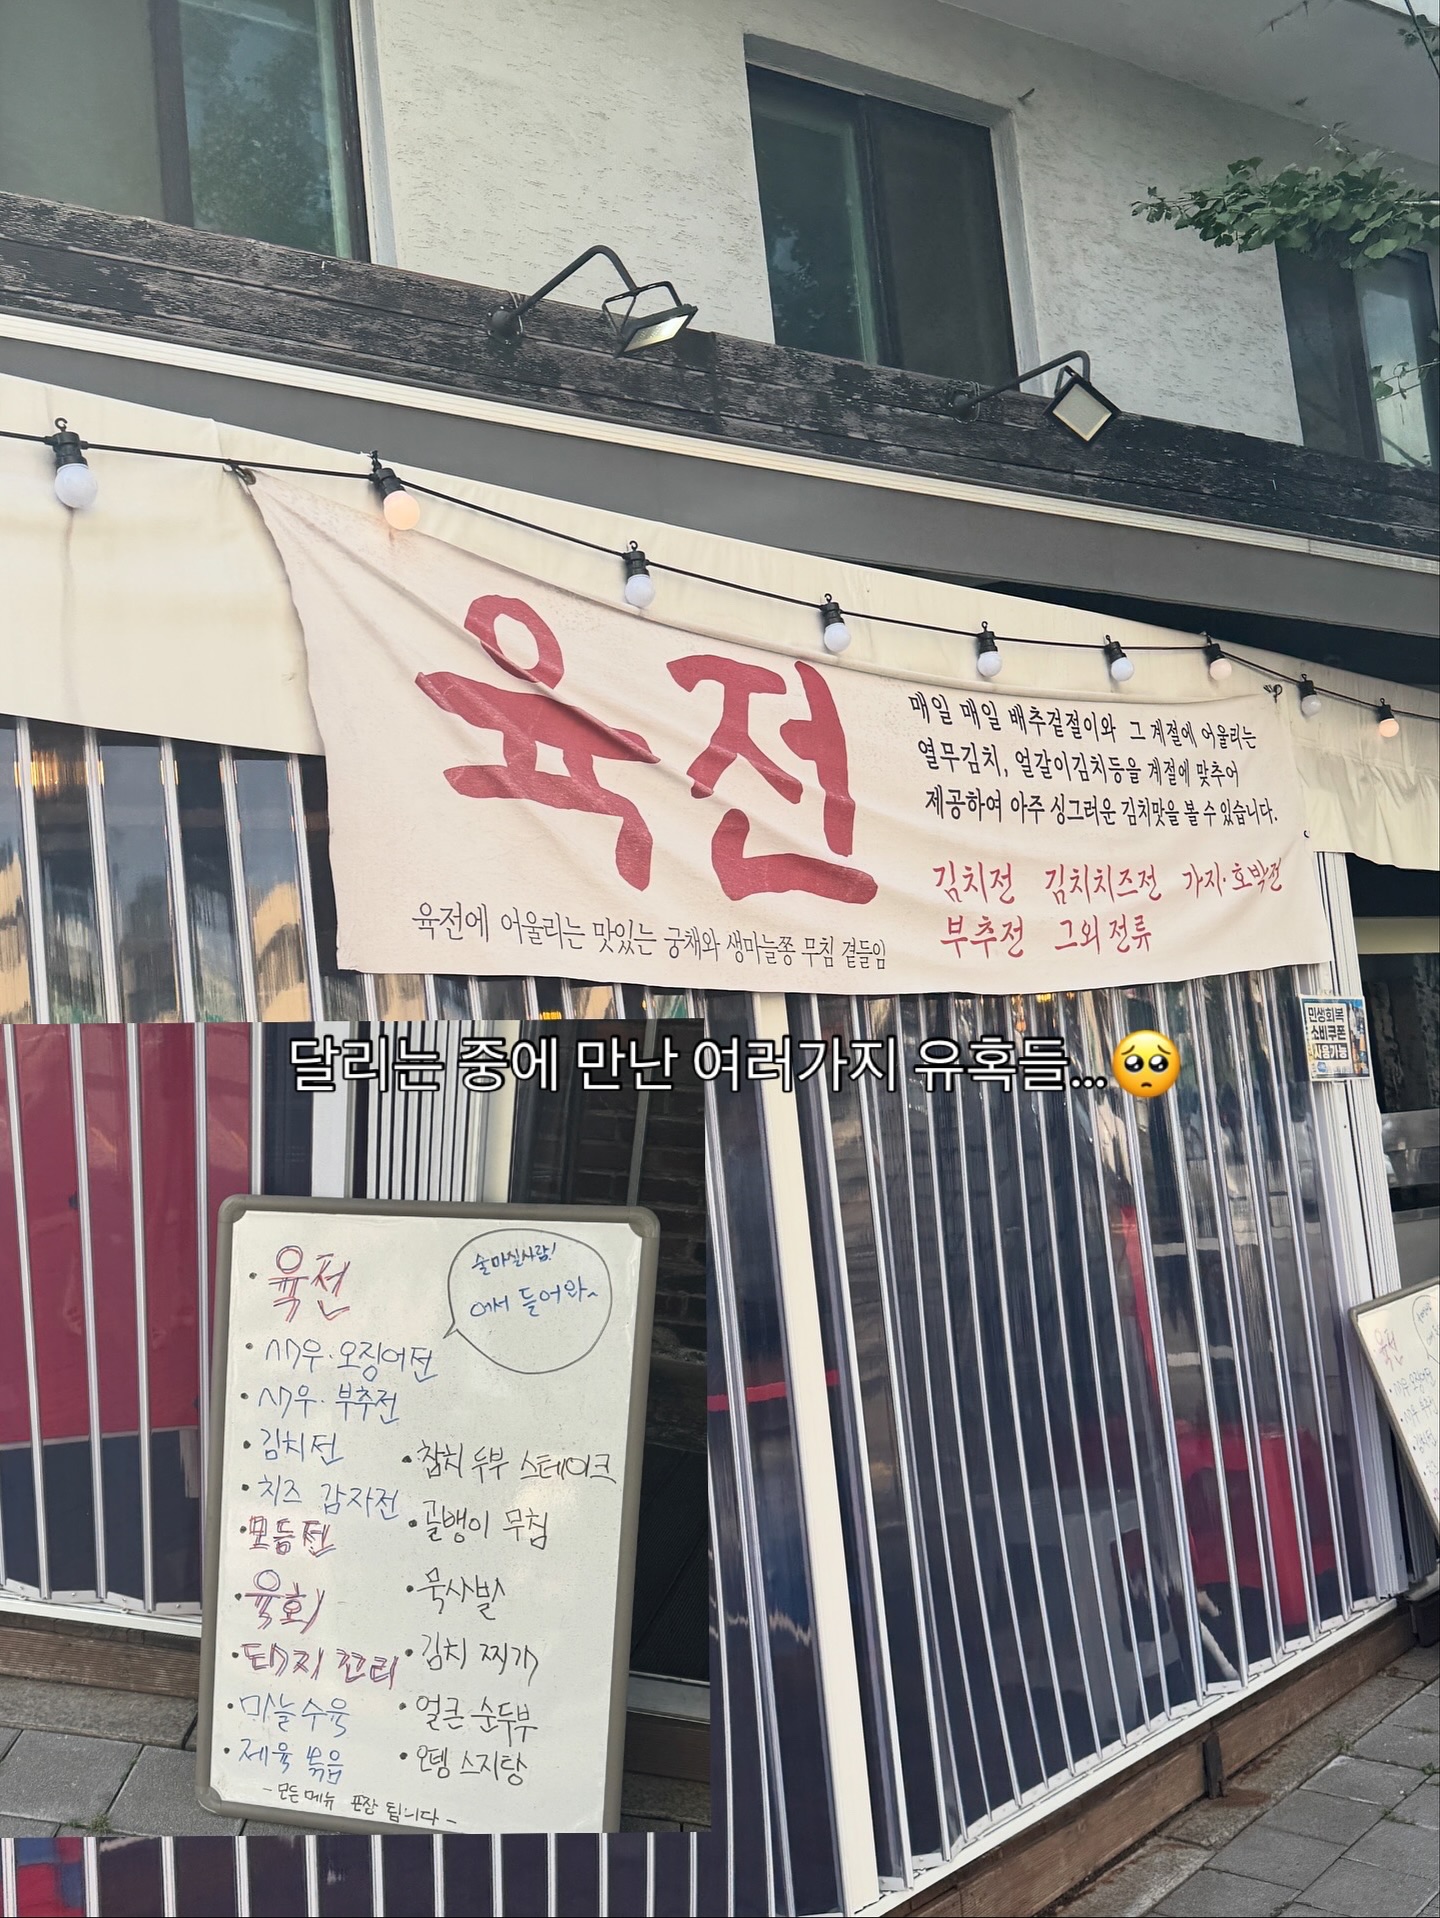 육전
육전에 어울리는 맛있는 궁채와 생마늘쫑 무침 곁들임
매일 매일 배추겉절이와 그 계절에 어울리는
열무김치, 얼갈이김치등을 계절에 맞추어
제공하여 아주 싱그러운 김치맛을 볼 수 있습니다.
김치전 김치치즈전 가지·호박전
부추전 그외 전류
민생회복
소비쿠폰
사용가능
달리는 중에 만난 여러가지 유혹들...🥺
술마실사람!
어서 들어와~
·육전
·새우·오징어전
·새우·부추전
·김치전
·치즈 감자전
·모듬전
·육회
·돼지 꼬리
·마늘수육
·제육 볶음
·참치 두부 스테이크
·골뱅이 무침
·묵사발
·김치 찌개
·얼큰 순두부
·오뎅 스지탕
-모든메뉴 포장 됩니다-
육전